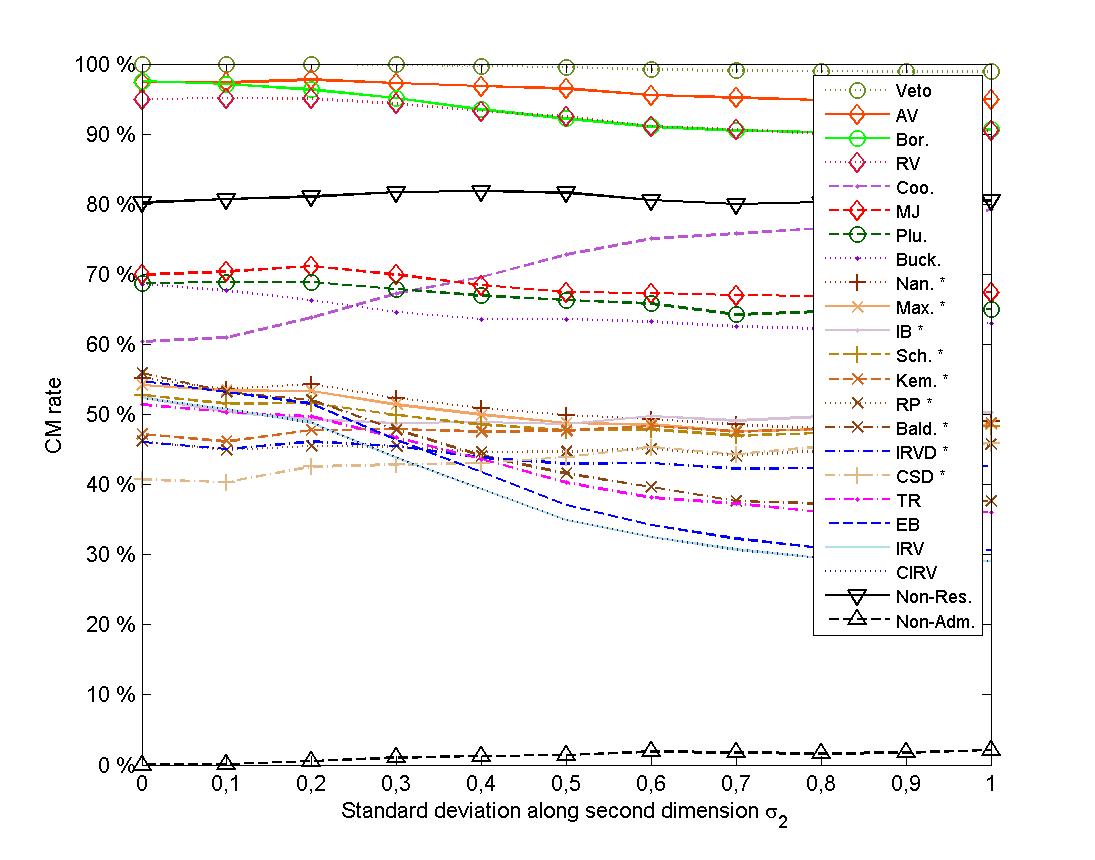 100 %
90 %
80 %
70 %
60 %
50 %
40 %
30 %
20 %
10 %
0 %
CM rate
0
0,1
0,2
0,3
0,4
0,5
0,6
0,7
0,8
0,9
1
Standard deviation along second dimension σ2
Veto
AV
Bor.
RV
Coo.
MJ
Plu.
Buck.
Nan. *
Max. *
IB *
Sch. *
Kem. *
RP *
Bald. *
IRVD *
CSD *
TR
EB
IRV
CIRV
Non-Res.
Non-Adm.